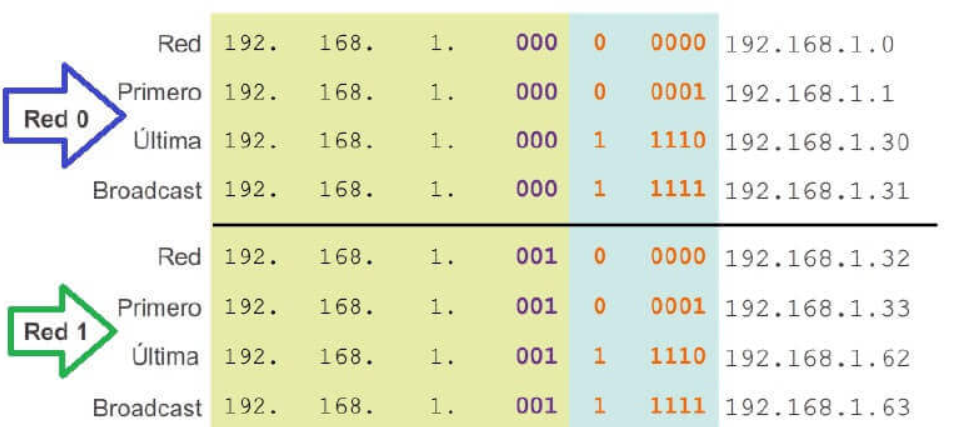 Red 192. 168. 1. 000 0 0000 192.168.1.0
Primero 192. 168. 1. 000 0 0001 192.168.1.1
Red 0
Última 192. 168. 1. 000 1 1110 192.168.1.30
Broadcast 192. 168. 1. 000 1 1111 192.168.1.31
Red 192. 168. 1. 001 0 0000 192.168.1.32
Primero 192. 168. 1. 001 0 0001 192.168.1.33
Red 1
Última 192. 168. 1. 001 1 1110 192.168.1.62
Broadcast 192. 168. 1. 001 1 1111 192.168.1.63